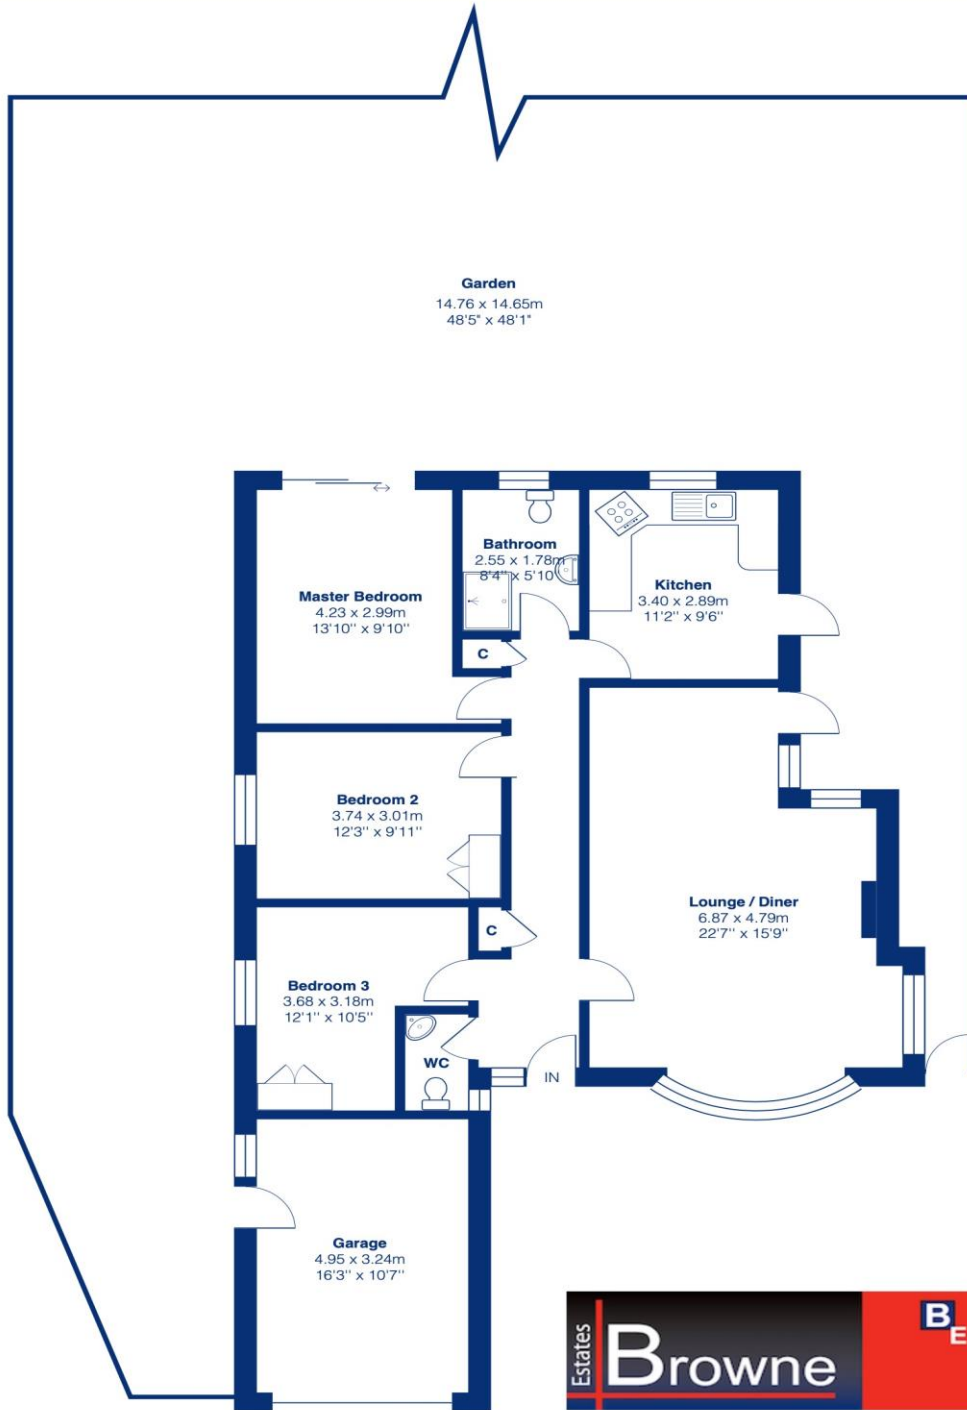 Garden
14.76 x 14.65m
48'5" x 48'1"
Bathroom
2.55 x 1.78m
8'4'' x 5'10
Kitchen
3.40 x 2.89m
11'2'' x 9'6''
Master Bedroom
4.23 x 2.99m
13'10'' x 9'10''
C
Bedroom 2
3.74 x 3.01m
12'3'' x 9'11''
Lounge / Diner
6.87 x 4.79m
22'7'' x 15'9''
C
Bedroom 3
3.68 x 3.18m
12'1'' x 10'5''
WC
IN
Garage
4.95 x 3.24m
16'3'' x 10'7''
Estates
Browne
B
E